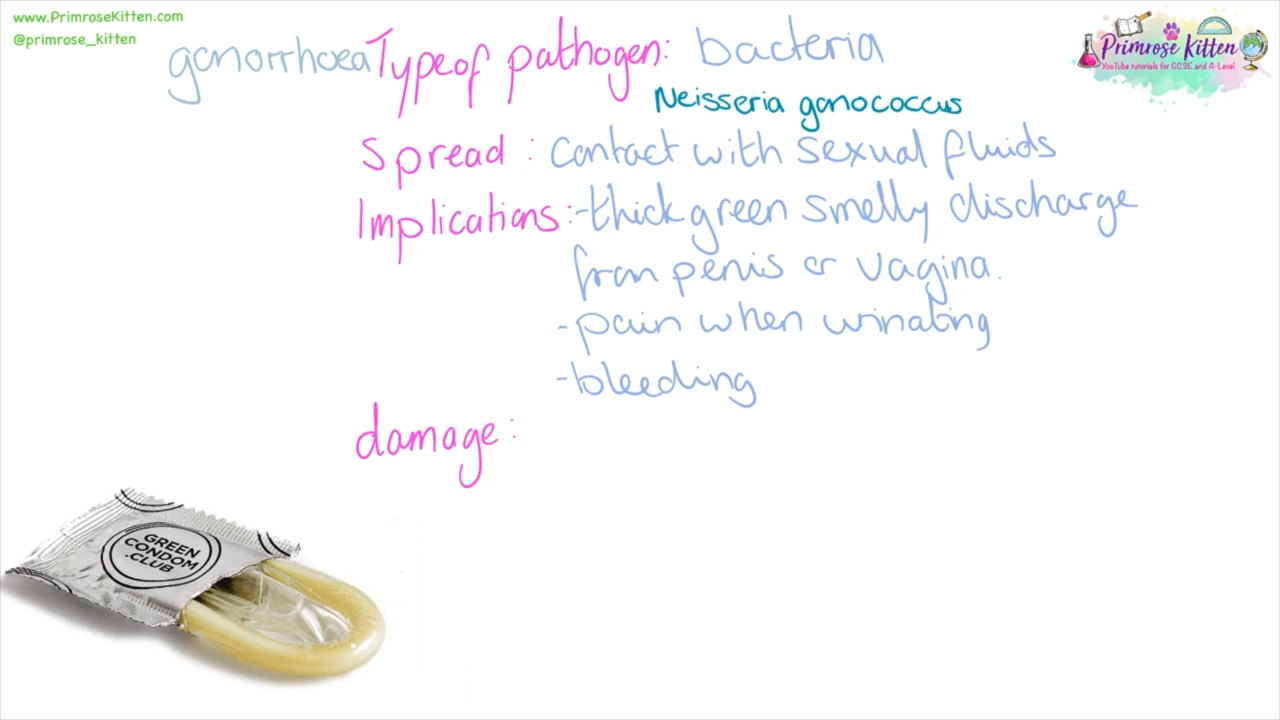 www.PrimroseKitten.com
@primrose_kitten
Primrose Kitten
YouTube tutorials for GCSE and A-Level
gonorrhoea Type of pathogen: bacteria
Neisseria gonococcus
Spread: contact with sexual fluids
Implications: -thick green smelly discharge
from penis or vagina.
-pain when urinating
-bleeding
damage:
GREEN
CONDOM
.CLUB